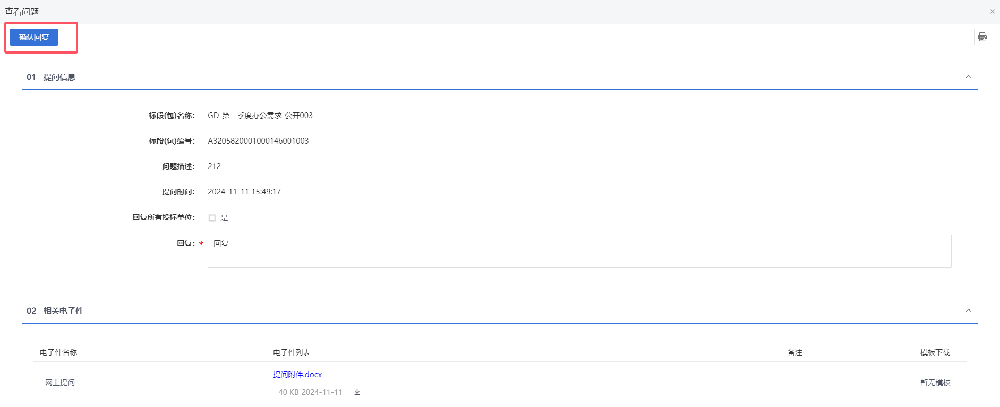 查看问题
确认回复
01 提问信息
标段(包)名称： GD-第一季度办公需求-公开003
标段(包)编号： A3205820001000146001003
问题描述： 212
提问时间： 2024-11-11 15:49:17
回复所有投标单位： 是
回复：* 回复
02 相关电子件
电子件名称 电子件列表 备注 模板下载
提问附件.docx
网上提问 暂无模板
40 KB 2024-11-11